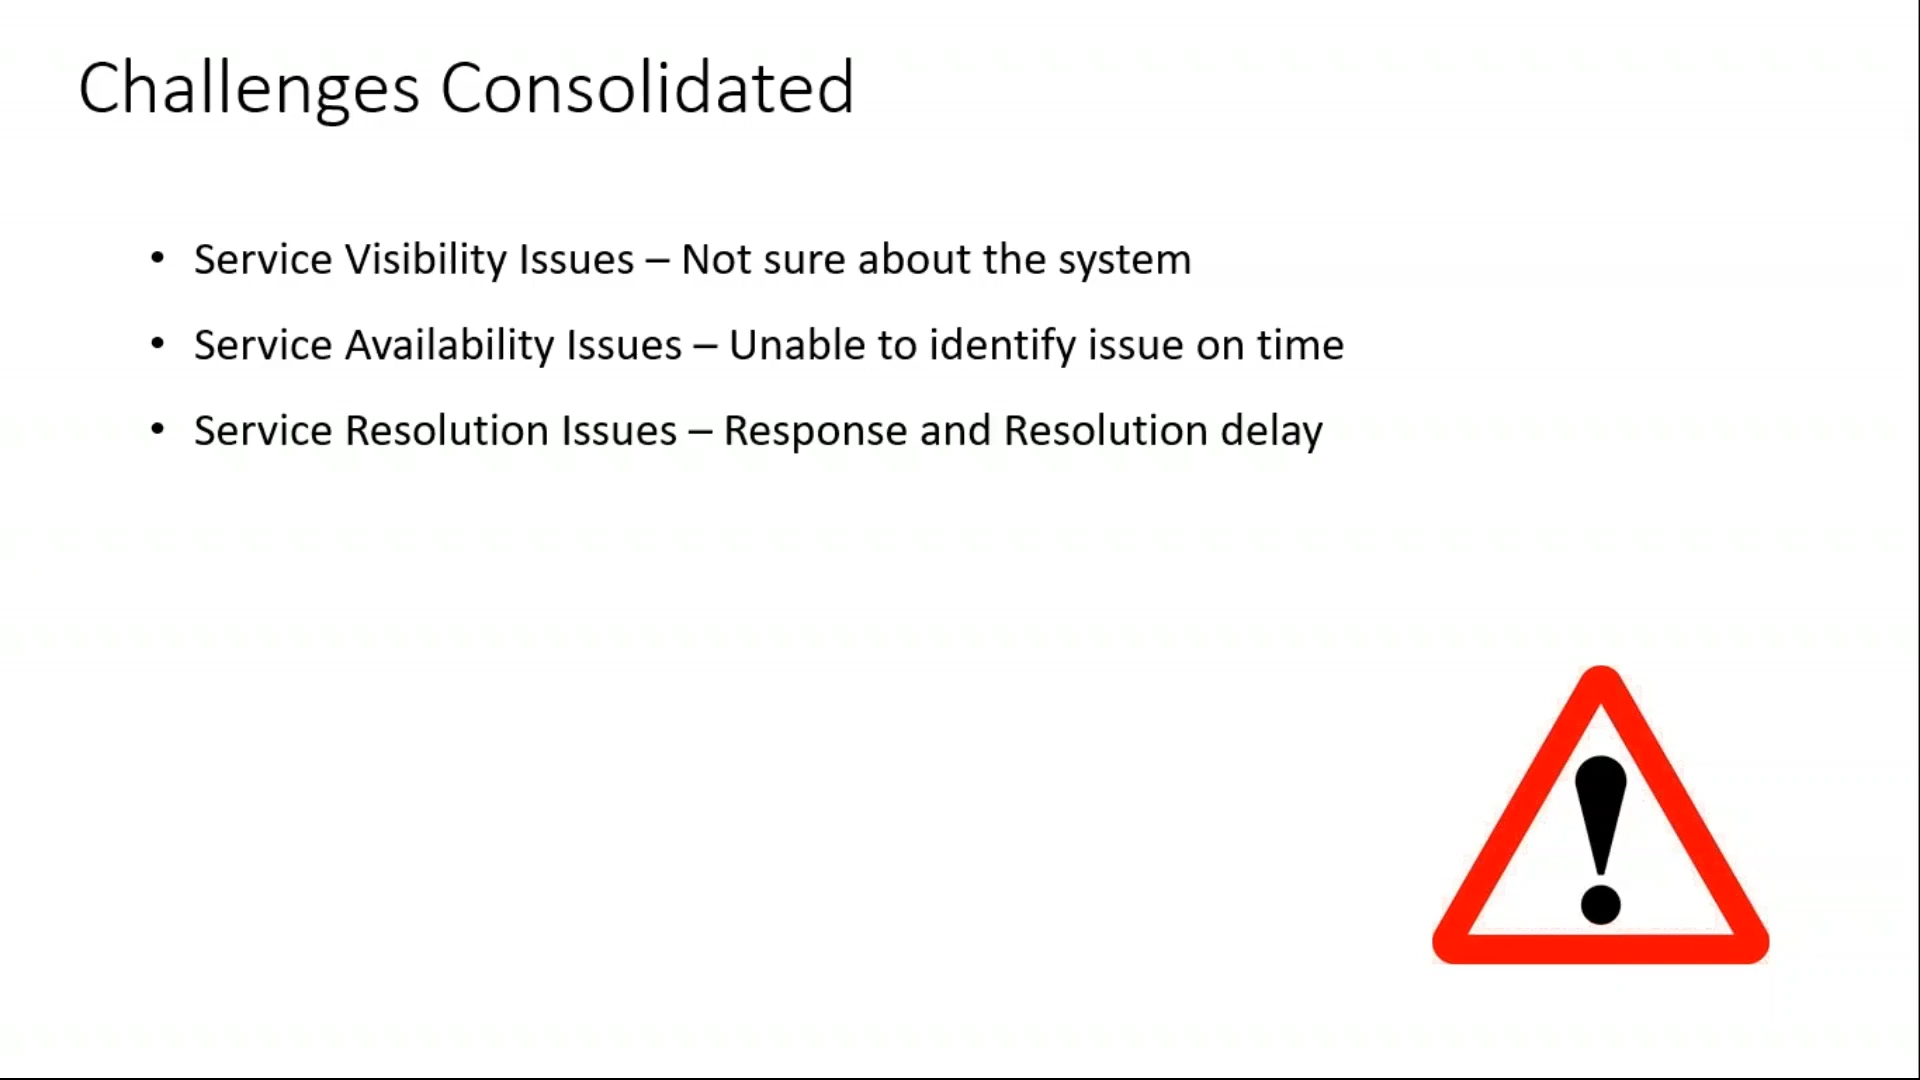 Challenges Consolidated
• Service Visibility Issues – Not sure about the system
• Service Availability Issues – Unable to identify issue on time
• Service Resolution Issues – Response and Resolution delay